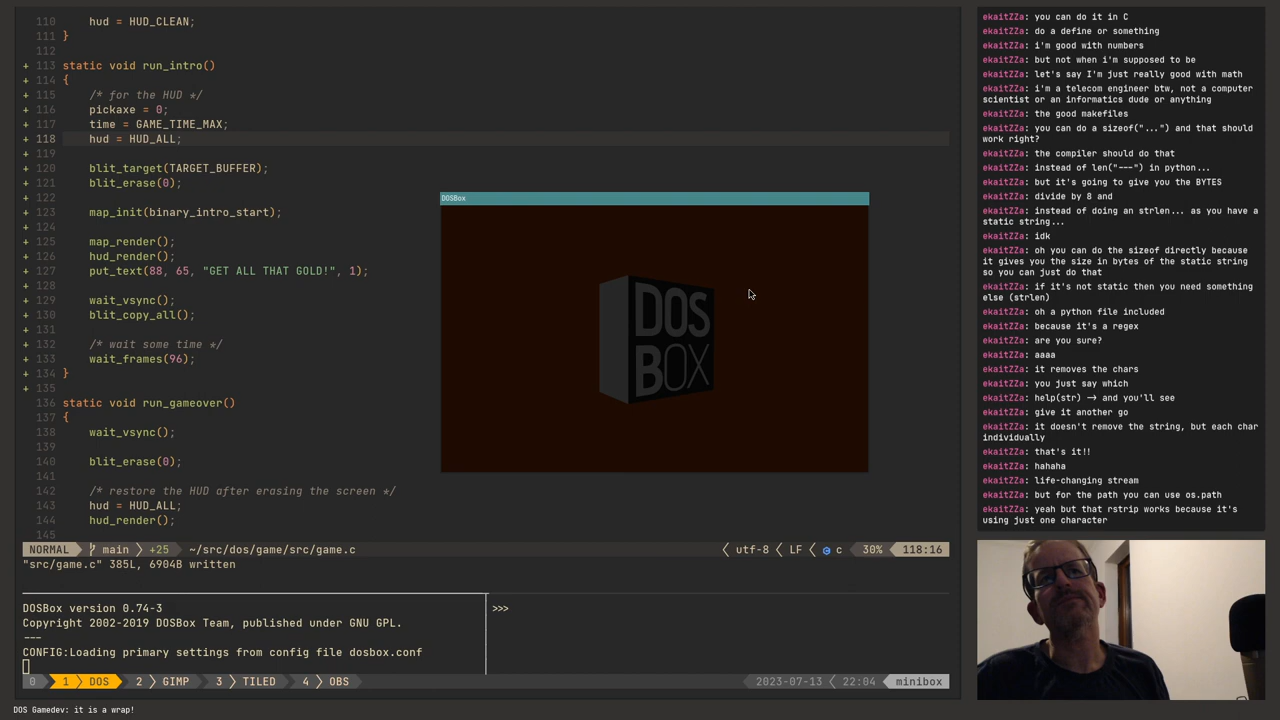 110 hud = HUD_CLEAN;
111 }
112
+ 113 static void run_intro()
+ 114 {
+ 115 /* for the HUD */
+ 116 pickaxe = 0;
+ 117 time = GAME_TIME_MAX;
+ 118 hud = HUD_ALL;
+ 119
+ 120 blit_target(TARGET_BUFFER);
+ 121 blit_erase(0);
+ 122
+ 123 map_init(binary_intro_start);
+ 124
+ 125 map_render();
+ 126 hud_render();
+ 127 put_text(88, 65, "GET ALL THAT GOLD!", 1);
+ 128
+ 129 wait_vsync();
+ 130 blit_copy_all();
+ 131
+ 132 /* wait some time */
+ 133 wait_frames(96);
+ 134 }
+ 135
136 static void run_gameover()
137 {
138 wait_vsync();
139
140 blit_erase(0);
141
142 /* restore the HUD after erasing the screen */
143 hud = HUD_ALL;
144 hud_render();
145
NORMAL main +25 ~/src/dos/game/src/game.c utf-8 LF c 30% 118:16
"src/game.c" 385L, 6904B written
DOSBox version 0.74-3
Copyright 2002-2019 DOSBox Team, published under GNU GPL.
---
CONFIG:Loading primary settings from config file dosbox.conf
>>>
0 1 DOS 2 GIMP 3 TILED 4 OBS 2023-07-13 22:04 minibox
DOS Gamedev: it is a wrap!
DOSBox
DOS
BOX
ekaitZZa: you can do it in C
ekaitZZa: do a define or something
ekaitZZa: i'm good with numbers
ekaitZZa: but not when i'm supposed to be
ekaitZZa: let's say I'm just really good with math
ekaitZZa: i'm a telecom engineer btw, not a computer
scientist or an informatics dude or anything
ekaitZZa: the good makefiles
ekaitZZa: you can do a sizeof("...") and that should
work right?
ekaitZZa: the compiler should do that
ekaitZZa: instead of len("---") in python...
ekaitZZa: but it's going to give you the BYTES
ekaitZZa: divide by 8 and
ekaitZZa: instead of doing an strlen... as you have a
static string...
ekaitZZa: idk
ekaitZZa: oh you can do the sizeof directly because
it gives you the size in bytes of the static string
so you can just do that
ekaitZZa: if it's not static then you need something
else (strlen)
ekaitZZa: oh a python file included
ekaitZZa: because it's a regex
ekaitZZa: are you sure?
ekaitZZa: aaaa
ekaitZZa: it removes the chars
ekaitZZa: you just say which
ekaitZZa: help(str) → and you'll see
ekaitZZa: give it another go
ekaitZZa: it doesn't remove the string, but each char
individually
ekaitZZa: that's it!!
ekaitZZa: hahaha
ekaitZZa: life-changing stream
ekaitZZa: but for the path you can use os.path
ekaitZZa: yeah but that rstrip works because it's
using just one character